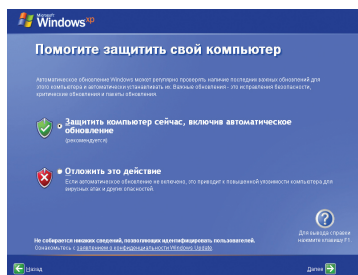 Microsoft
Windows xp
Помогите защитить свой компьютер
Автоматическое обновление Windows может регулярно проверять наличие последних важных обновлений для
этого компьютера и автоматически устанавливать их. Важные обновления - это исправления безопасности,
критические обновления и пакеты обновления.
Защитить компьютер сейчас, включив автоматическое
обновление
(рекомендуется)
Отложить это действие
Если автоматическое обновление не включено, это приводит к повышенной уязвимости компьютера для
вирусных атак и других опасностей.
Для вывода справки
нажмите клавишу F1.
Не собирается никаких сведений, позволяющих идентифицировать пользователей.
Ознакомьтесь с заявлением о конфиденциальности Windows Update.
Назад
Далее